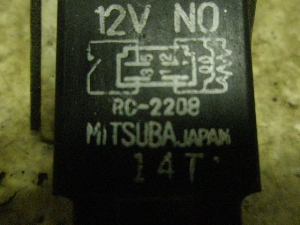 12V NO
RC-2208
MITSUBA JAPAN
14T